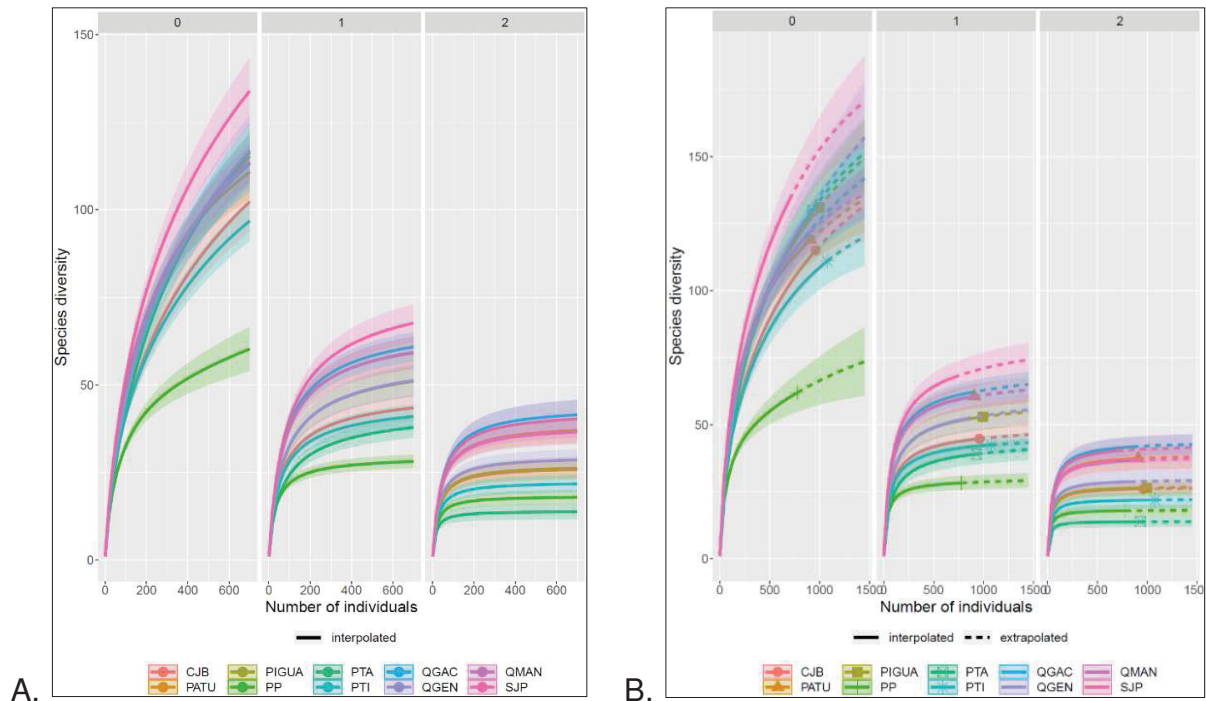 0 1 2
150
100
50
0
Species diversity
0 200 400 600 0 200 400 600 0 200 400 600
Number of individuals
interpolated
CJB PIGUA PTA QGAC QMAN
PATU PP PTI QGEN SJP
A.
0 1 2
150
100
50
0
Species diversity
0 500 1000 1500 0 500 1000 1500 0 500 1000 150
Number of individuals
interpolated extrapolated
CJB PIGUA PTA QGAC QMAN
PATU PP PTI QGEN SJP
B.